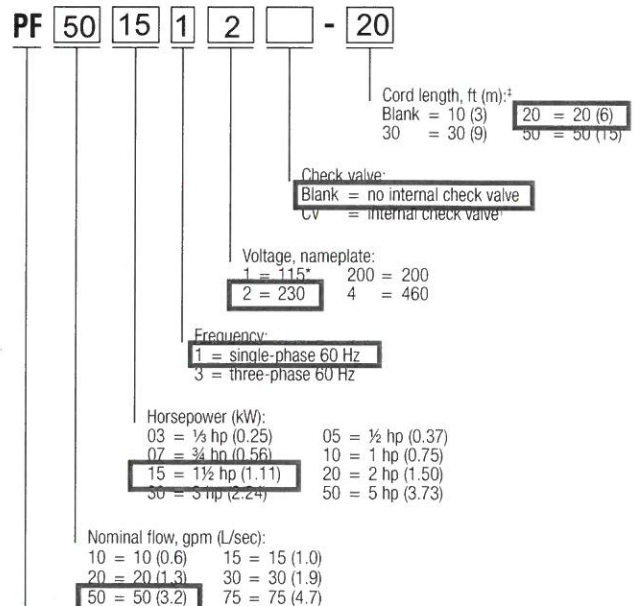 PF 50 15 1 2 - 20
Cord length, ft (m):‡
Blank = 10 (3) 20 = 20 (6)
30 = 30 (9) 50 = 50 (15)
Check valve:
Blank = no internal check valve
CV = internal check valve†
Voltage, nameplate:
1 = 115* 200 = 200
2 = 230 4 = 460
Frequency:
1 = single-phase 60 Hz
3 = three-phase 60 Hz
Horsepower (kW):
03 = ⅓ hp (0.25) 05 = ½ hp (0.37)
07 = ¾ hp (0.56) 10 = 1 hp (0.75)
15 = 1½ hp (1.11) 20 = 2 hp (1.50)
30 = 3 hp (2.24) 50 = 5 hp (3.73)
Nominal flow, gpm (L/sec):
10 = 10 (0.6) 15 = 15 (1.0)
20 = 20 (1.3) 30 = 30 (1.9)
50 = 50 (3.2) 75 = 75 (4.7)